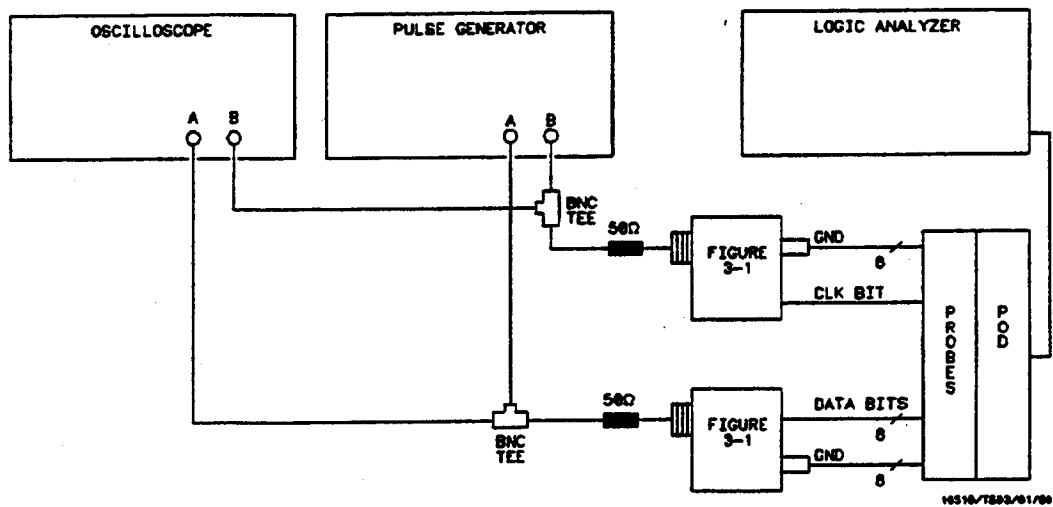 OSCILLOSCOPE
PULSE GENERATOR
LOGIC ANALYZER
A
B
A
B
BNC
TEE
50Ω
FIGURE
3-1
GND
8
CLK BIT
PROBES
POD
50Ω
FIGURE
3-1
DATA BITS
8
GND
8
BNC
TEE